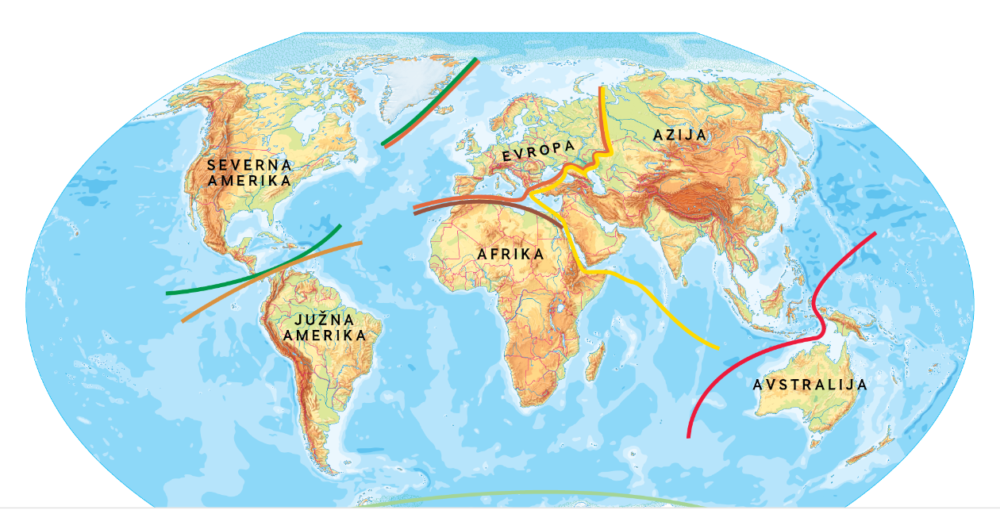 AZIJA
EVROPA
SEVERNA
AMERIKA
AFRIKA
JUŽNA
AMERIKA
AVSTRALIJA